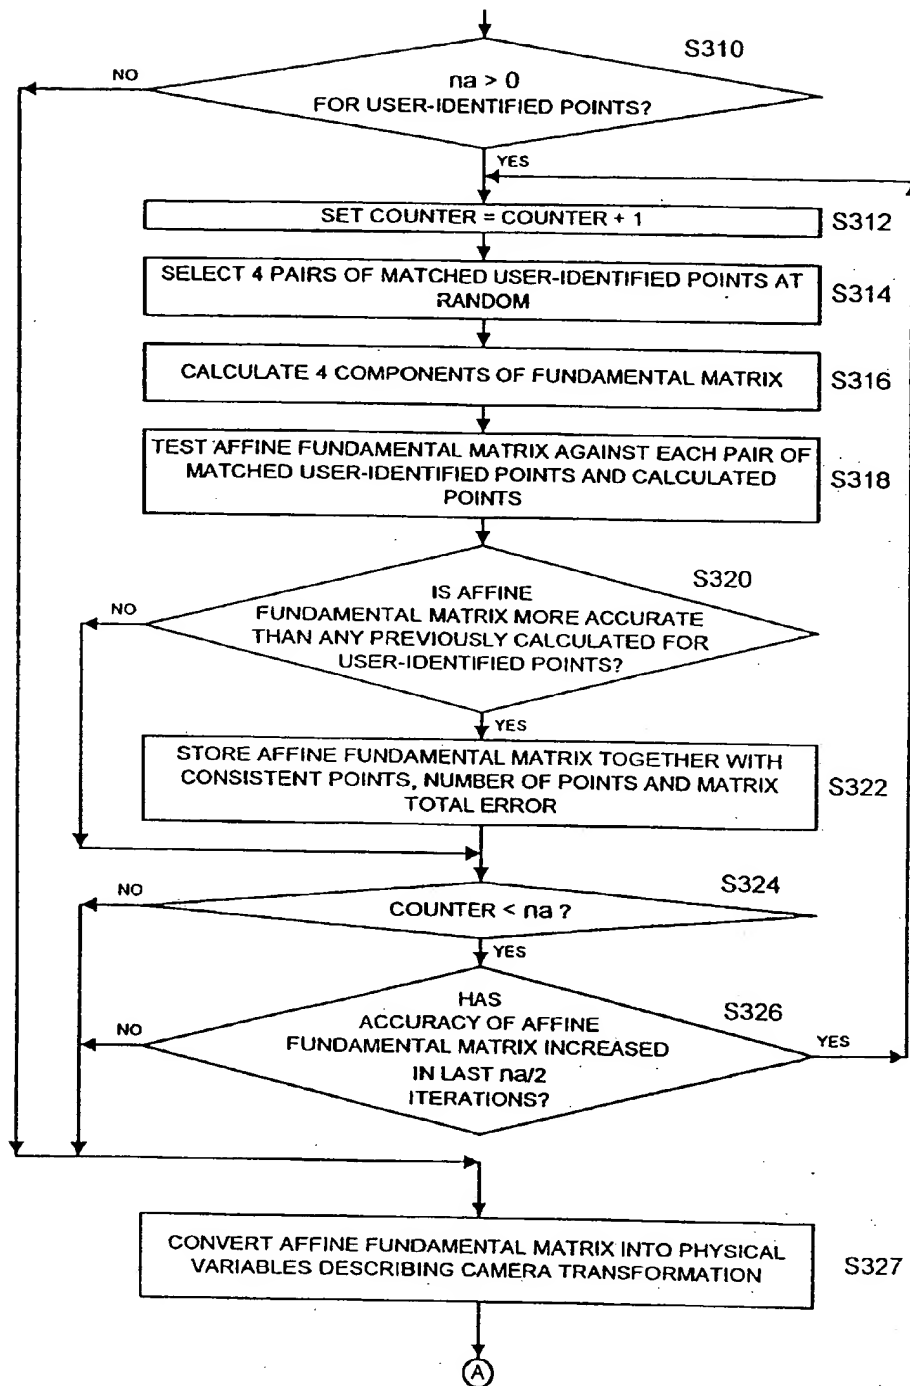 S310
NO
na > 0
FOR USER-IDENTIFIED POINTS?
YES
SET COUNTER = COUNTER + 1
S312
SELECT 4 PAIRS OF MATCHED USER-IDENTIFIED POINTS AT
RANDOM
S314
CALCULATE 4 COMPONENTS OF FUNDAMENTAL MATRIX
S316
TEST AFFINE FUNDAMENTAL MATRIX AGAINST EACH PAIR OF
MATCHED USER-IDENTIFIED POINTS AND CALCULATED
POINTS
S318
S320
NO
IS AFFINE
FUNDAMENTAL MATRIX MORE ACCURATE
THAN ANY PREVIOUSLY CALCULATED FOR
USER-IDENTIFIED POINTS?
YES
STORE AFFINE FUNDAMENTAL MATRIX TOGETHER WITH
CONSISTENT POINTS, NUMBER OF POINTS AND MATRIX
TOTAL ERROR
S322
S324
NO
COUNTER < na ?
YES
S326
HAS
ACCURACY OF AFFINE
FUNDAMENTAL MATRIX INCREASED
IN LAST na/2
ITERATIONS?
NO
YES
CONVERT AFFINE FUNDAMENTAL MATRIX INTO PHYSICAL
VARIABLES DESCRIBING CAMERA TRANSFORMATION
S327
A